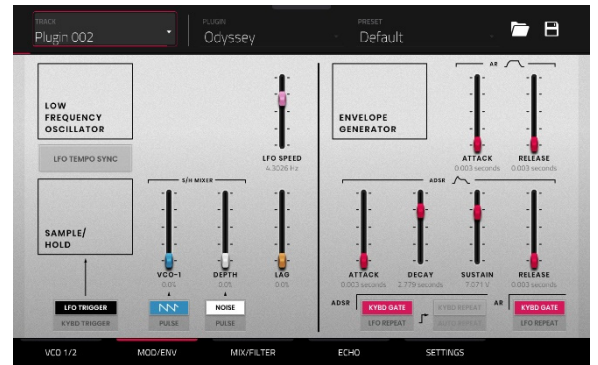 TRACK
Plugin 002
PLUGIN
Odyssey
PRESET
Default
LOW
FREQUENCY
OSCILLATOR
LFO TEMPO SYNC
LFO SPEED
4.3026 Hz
ENVELOPE
GENERATOR
AR
ATTACK
0.003 seconds
RELEASE
0.003 seconds
SAMPLE/
HOLD
S/H MIXER
VCO-1
0.0%
DEPTH
0.0%
LAG
0.0%
ADSR
ATTACK
0.003 seconds
DECAY
2.779 seconds
SUSTAIN
7.071 V
RELEASE
0.003 seconds
LFO TRIGGER
KYBD TRIGGER
PULSE
NOISE
PULSE
ADSR
KYBD GATE
LFO REPEAT
KYBD REPEAT
AUTO REPEAT
AR
KYBD GATE
LFO REPEAT
VCO 1/2
MOD/ENV
MIX/FILTER
ECHO
SETTINGS